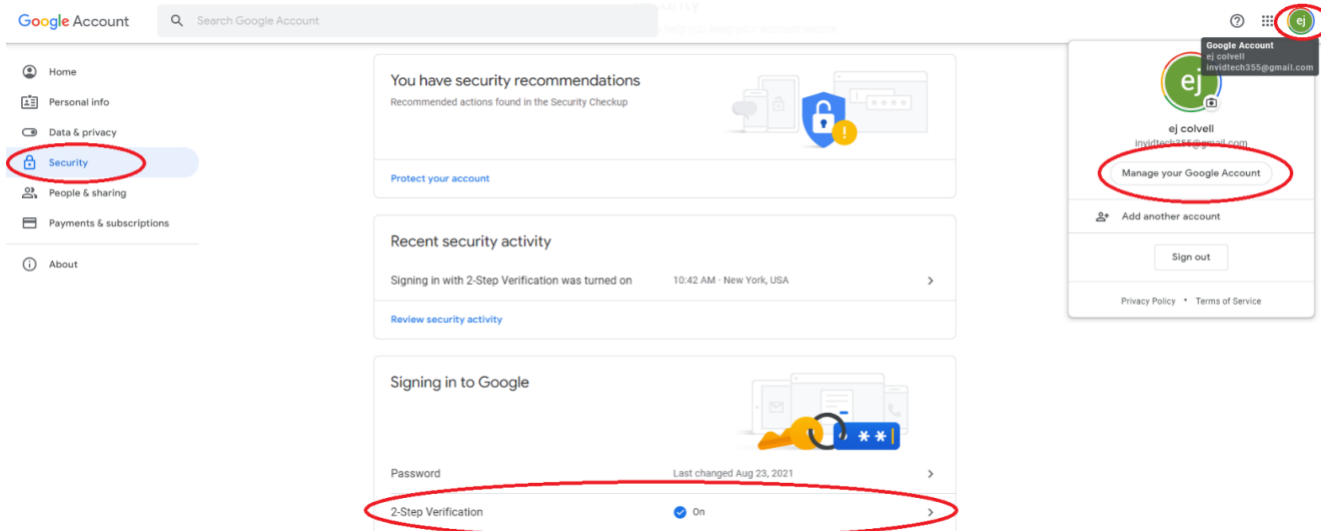 Google Account
Search Google Account
Google Account
ej colvell
invidtech355@gmail.com
Home
Personal info
Data & privacy
Security
People & sharing
Payments & subscriptions
About
You have security recommendations
Recommended actions found in the Security Checkup
Protect your account
Recent security activity
Signing in with 2-Step Verification was turned on
10:42 AM · New York, USA
Review security activity
Signing in to Google
Password
Last changed Aug 23, 2021
2-Step Verification
On
ej
ej
ej colvell
invidtech355@gmail.com
Manage your Google Account
Add another account
Sign out
Privacy Policy • Terms of Service